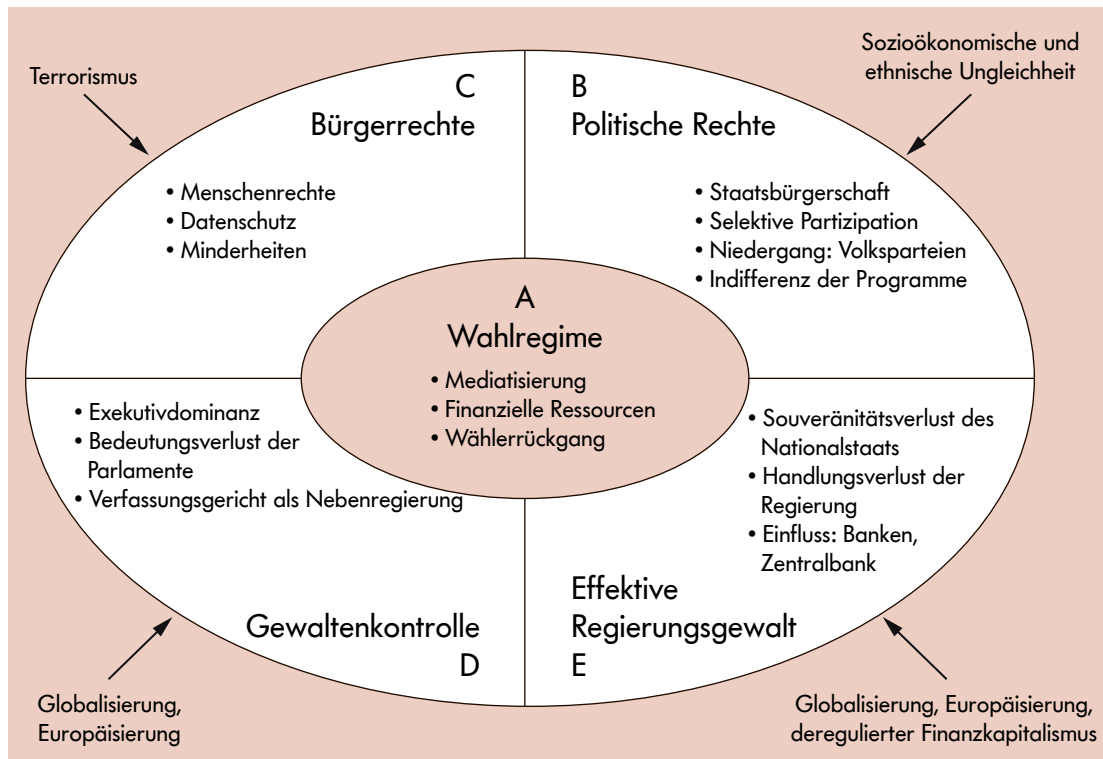 Terrorismus
Sozioökonomische und
ethnische Ungleichheit
C
Bürgerrechte
• Menschenrechte
• Datenschutz
• Minderheiten
B
Politische Rechte
• Staatsbürgerschaft
• Selektive Partizipation
• Niedergang: Volksparteien
• Indifferenz der Programme
A
Wahlregime
• Mediatisierung
• Finanzielle Ressourcen
• Wählerrückgang
• Exekutivdominanz
• Bedeutungsverlust der
Parlamente
• Verfassungsgericht als Nebenregierung
Gewaltenkontrolle
D
• Souveränitätsverlust des
Nationalstaats
• Handlungsverlust der
Regierung
• Einfluss: Banken,
Zentralbank
Effektive
Regierungsgewalt
E
Globalisierung,
Europäisierung
Globalisierung, Europäisierung,
deregulierter Finanzkapitalismus